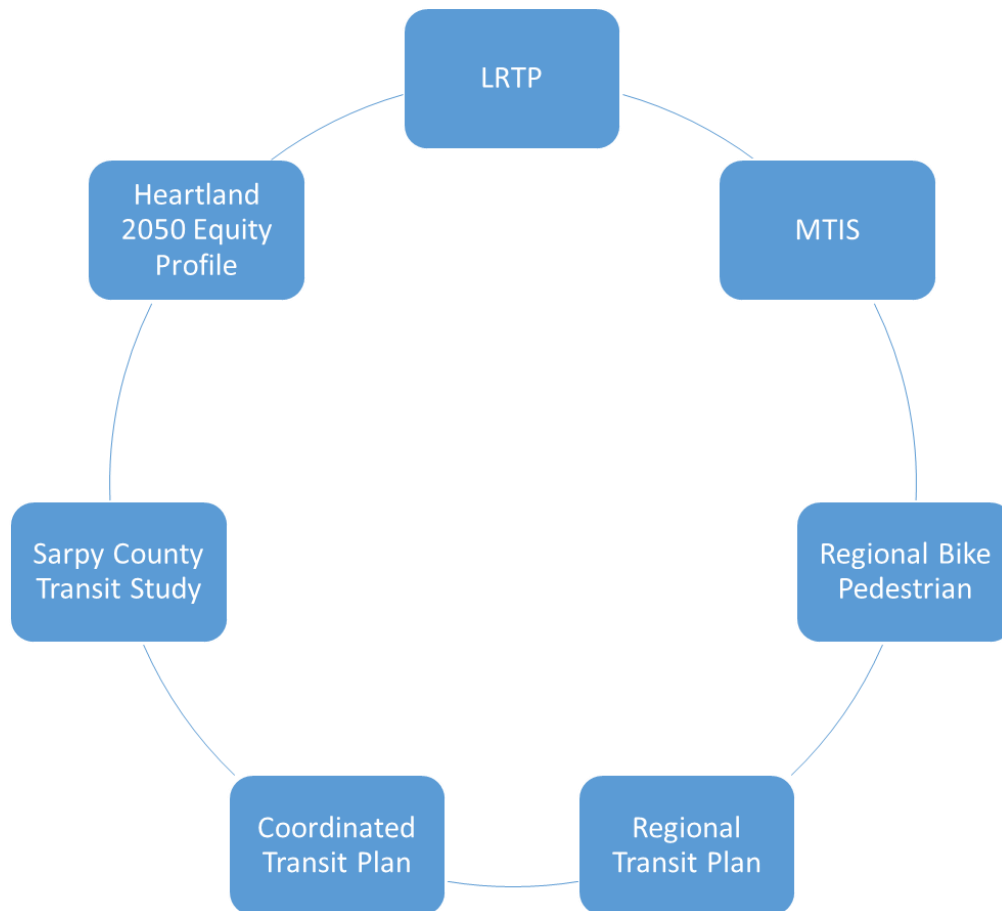 LRTP
MTIS
Regional Bike
Pedestrian
Regional
Transit Plan
Coordinated
Transit Plan
Sarpy County
Transit Study
Heartland
2050 Equity
Profile